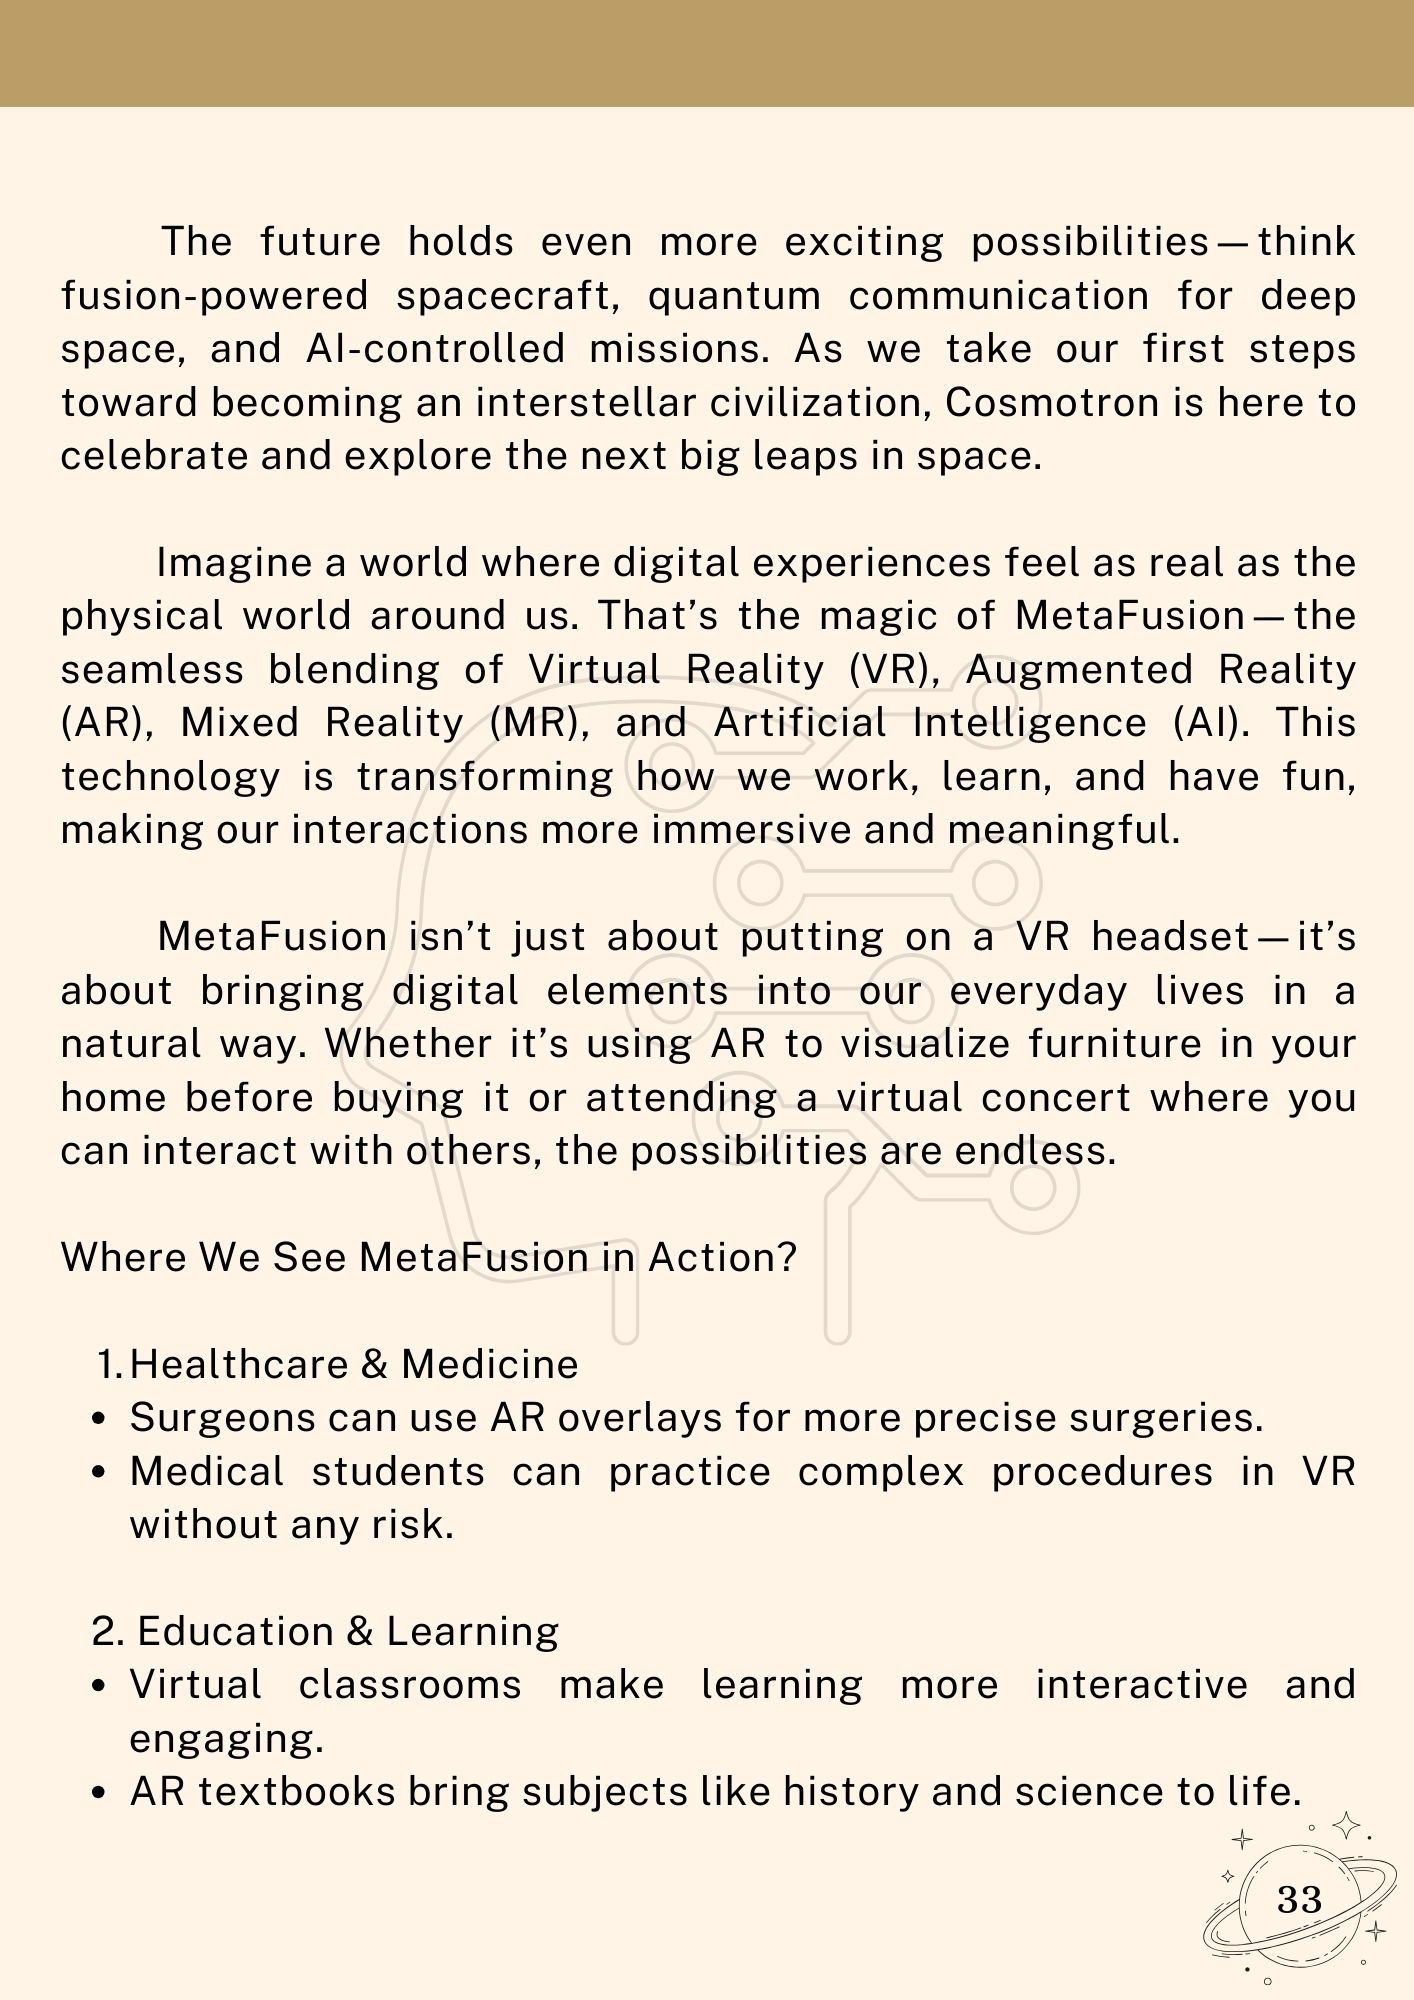 The future holds even more exciting possibilities—think
fusion-powered spacecraft, quantum communication for deep
space, and AI-controlled missions. As we take our first steps
toward becoming an interstellar civilization, Cosmotron is here to
celebrate and explore the next big leaps in space.
Imagine a world where digital experiences feel as real as the
physical world around us. That’s the magic of MetaFusion—the
seamless blending of Virtual Reality (VR), Augmented Reality
(AR), Mixed Reality (MR), and Artificial Intelligence (AI). This
technology is transforming how we work, learn, and have fun,
making our interactions more immersive and meaningful.
MetaFusion isn’t just about putting on a VR headset—it’s
about bringing digital elements into our everyday lives in a
natural way. Whether it’s using AR to visualize furniture in your
home before buying it or attending a virtual concert where you
can interact with others, the possibilities are endless.
Where We See MetaFusion in Action?
1. Healthcare & Medicine
• Surgeons can use AR overlays for more precise surgeries.
• Medical students can practice complex procedures in VR
without any risk.
2. Education & Learning
• Virtual classrooms make learning more interactive and
engaging.
• AR textbooks bring subjects like history and science to life.
33